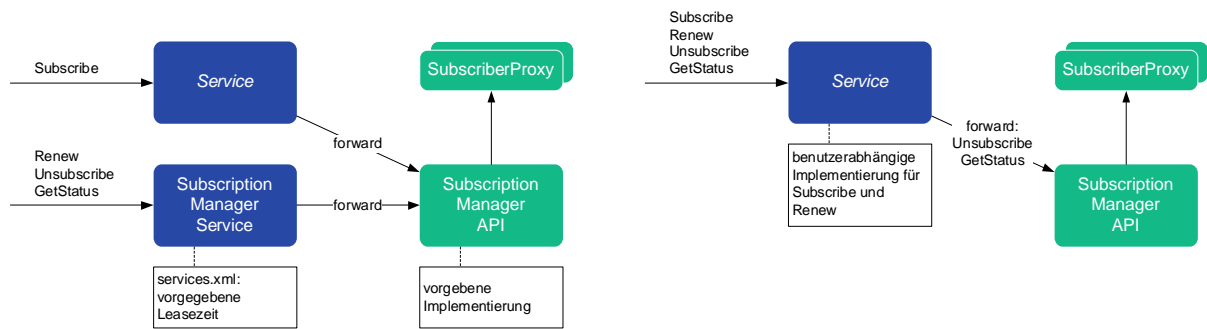 Subscribe
Service
SubscriberProxy
forward
Renew
Unsubscribe
GetStatus
Subscription
Manager
Service
forward
Subscription
Manager
API
services.xml:
vorgegebene
Leasezeit
vorgebene
Implementierung
Subscribe
Renew
Unsubscribe
GetStatus
Service
SubscriberProxy
forward:
Unsubscribe
GetStatus
benutzerabhängige
Implementierung für
Subscribe und
Renew
Subscription
Manager
API